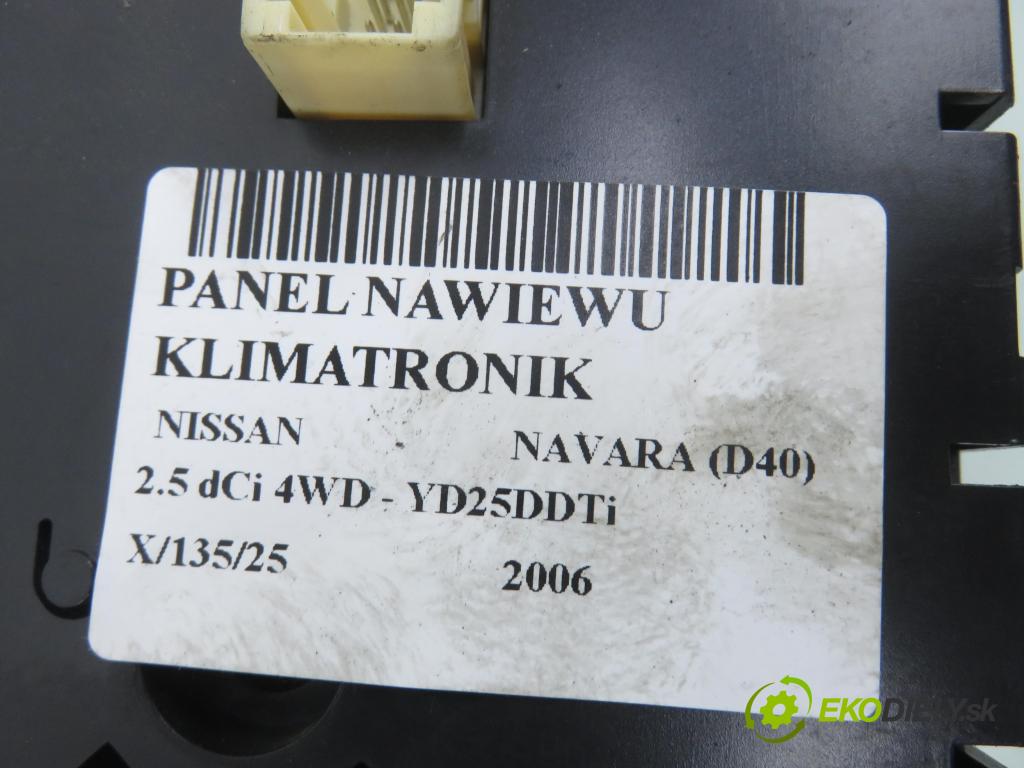 PANEL NAWIEWU
KLIMATRONIK
NISSAN NAVARA (D40)
2.5 dCi 4WD - YD25DDTi
X/135/25 2006
EKODIELY.sk